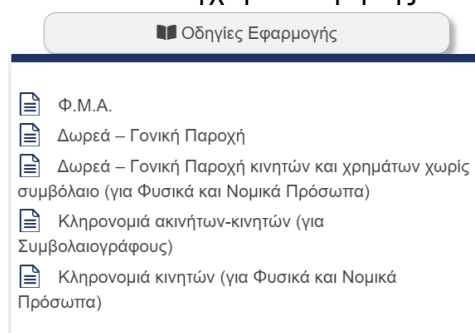 Οδηγίες Εφαρμογής
Φ.Μ.Α.
Δωρεά – Γονική Παροχή
Δωρεά – Γονική Παροχή κινητών και χρημάτων χωρίς
συμβόλαιο (για Φυσικά και Νομικά Πρόσωπα)
Κληρονομιά ακινήτων-κινητών (για
Συμβολαιογράφους)
Κληρονομιά κινητών (για Φυσικά και Νομικά
Πρόσωπα)